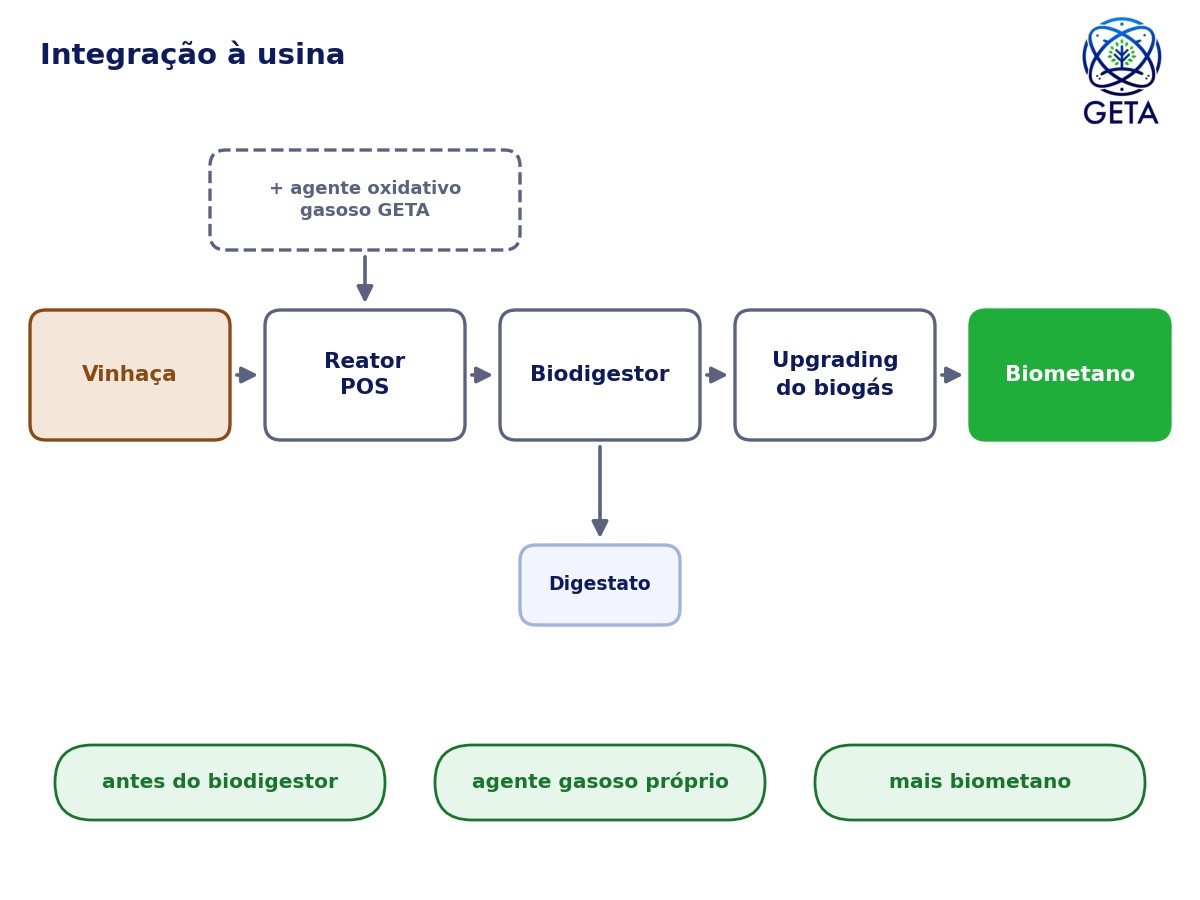 Integração à usina
GETA
+ agente oxidativo
gasoso GETA
Vinhaça
Reator
POS
Biodigestor
Upgrading
do biogás
Biometano
Digestato
antes do biodigestor
agente gasoso próprio
mais biometano